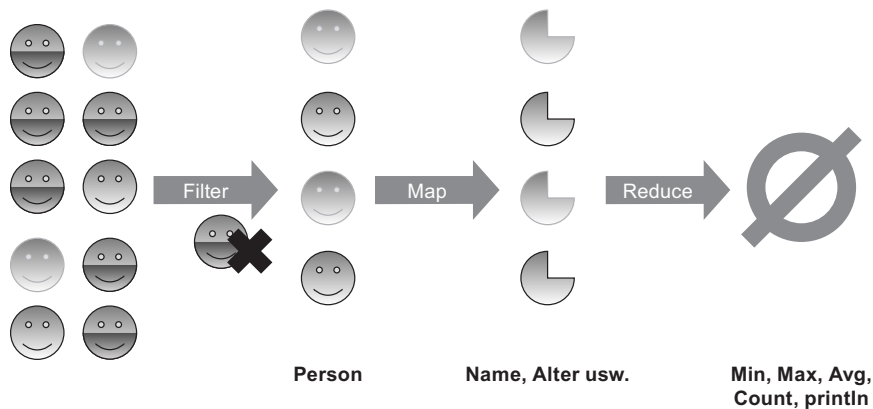 Filter
Map
Reduce
Person
Name, Alter usw.
Min, Max, Avg,
Count, println